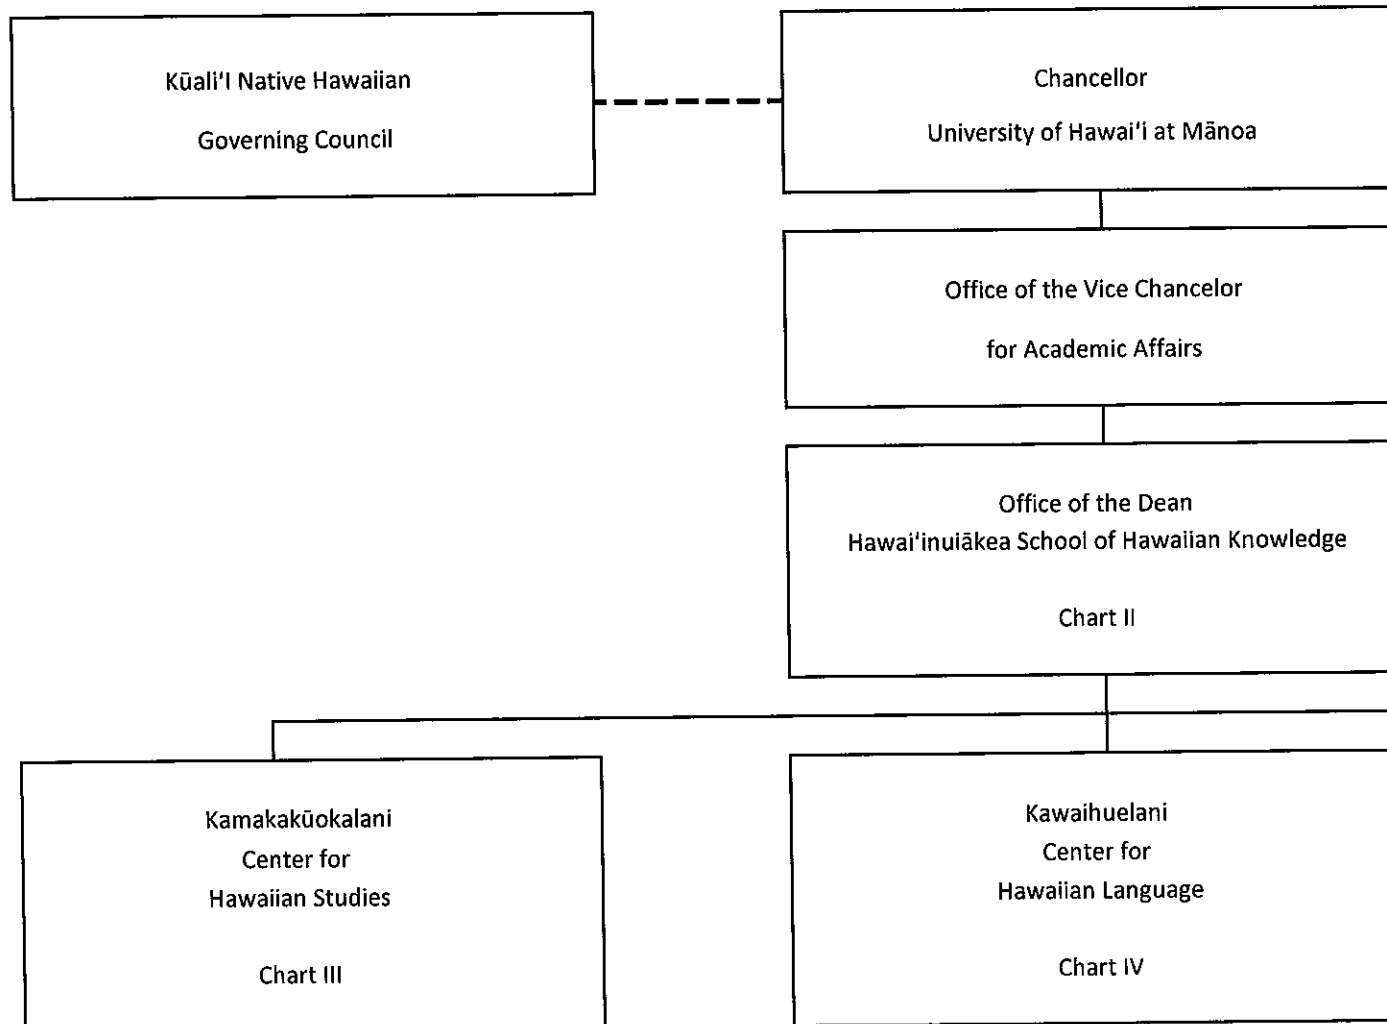 Kūali‘I Native Hawaiian
Governing Council
Chancellor
University of Hawai‘i at Mānoa
Office of the Vice Chancelor
for Academic Affairs
Office of the Dean
Hawai‘inuiākea School of Hawaiian Knowledge
Chart II
Kamakakūokalani
Center for
Hawaiian Studies
Chart III
Kawaihuelani
Center for
Hawaiian Language
Chart IV